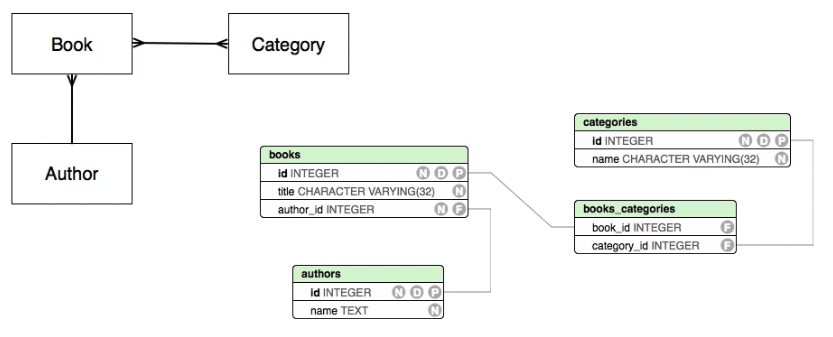 Book
Category
Author
books
id INTEGER N D P
title CHARACTER VARYING(32) N
author_id INTEGER N F
authors
id INTEGER N D P
name TEXT N
categories
id INTEGER N D P
name CHARACTER VARYING(32) N
books_categories
book_id INTEGER F
category_id INTEGER F